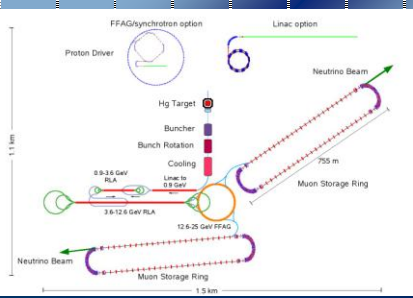 FFAG/synchrotron option
Linac option
Proton Driver
Neutrino Beam
Hg Target
Buncher
Bunch Rotation
Cooling
755 m
Muon Storage Ring
0.9-3.6 GeV
RLA
Linac to
0.9 GeV
3.6-12.6 GeV RLA
12.6-25 GeV FFAG
1.1 km
Neutrino Beam
Muon Storage Ring
1.5 km